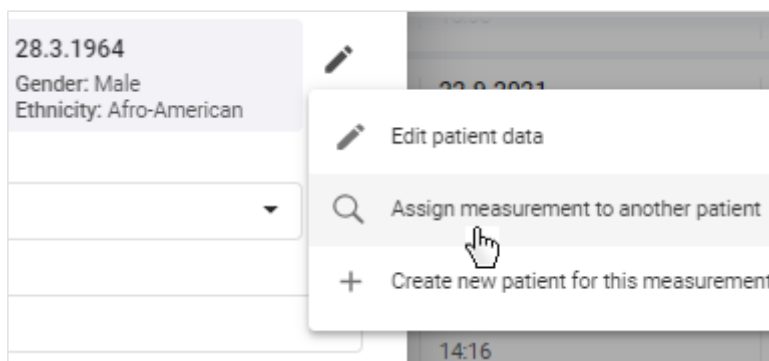 28.3.1964
Gender: Male
Ethnicity: Afro-American
Edit patient data
Assign measurement to another patient
Create new patient for this measurement
14:16